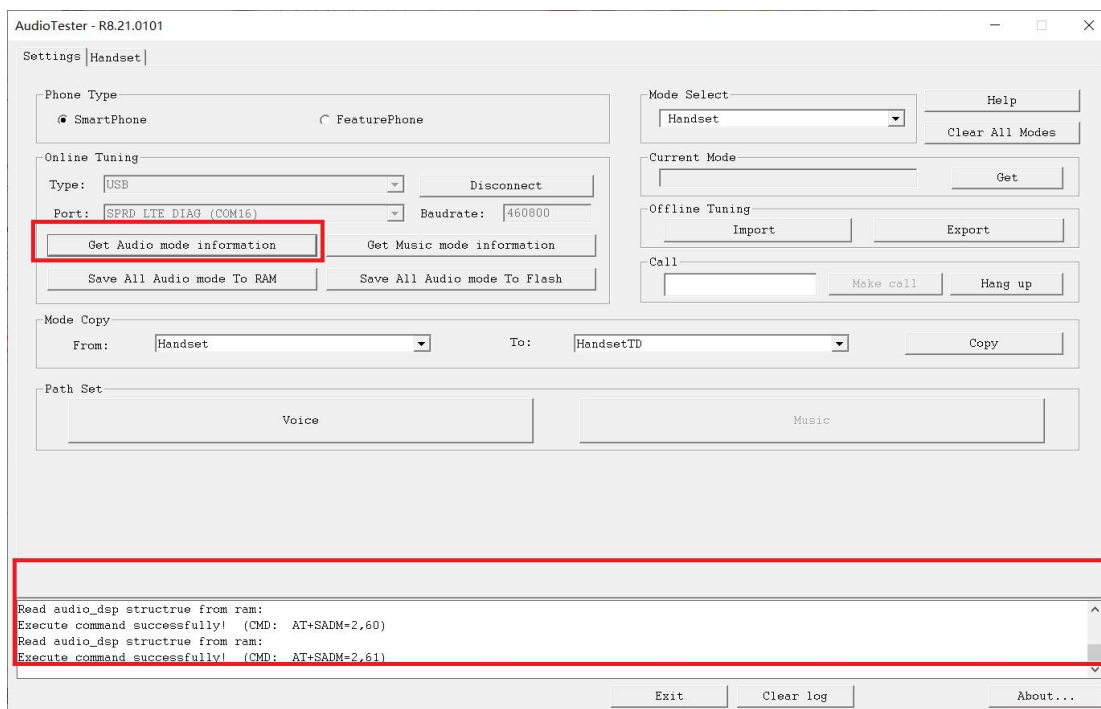 AudioTester - R8.21.0101
Settings Handset
Phone Type
SmartPhone FeaturePhone
Mode Select
Handset
Help
Clear All Modes
Online Tuning
Type: USB Disconnect
Port: SPRD LTE DIAG (COM16) Baudrate: 460800
Get Audio mode information Get Music mode information
Save All Audio mode To RAM Save All Audio mode To Flash
Current Mode
Get
Offline Tuning
Import Export
Call
Make call Hang up
Mode Copy
From: Handset To: HandsetTD Copy
Path Set
Voice Music
Read audio_dsp structrue from ram:
Execute command successfully! (CMD: AT+SADM=2,60)
Read audio_dsp structrue from ram:
Execute command successfully! (CMD: AT+SADM=2,61)
Exit Clear log About...